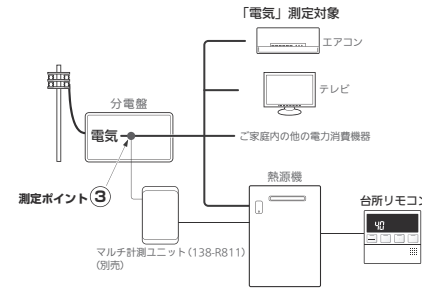 「電気」測定対象
エアコン
テレビ
分電盤
電気
ご家庭内の他の電力消費機器
測定ポイント③
熱源機
台所リモコン
40
マルチ計測ユニット(138-R811)
(別売)